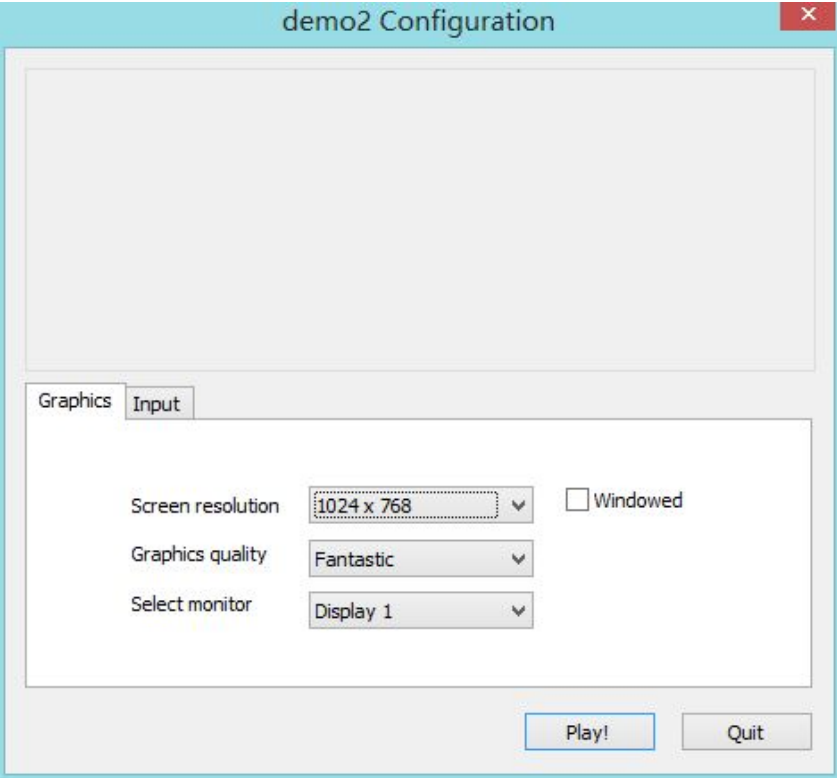 demo2 Configuration
Graphics
Input
Screen resolution
1024 x 768
Windowed
Graphics quality
Fantastic
Select monitor
Display 1
Play!
Quit